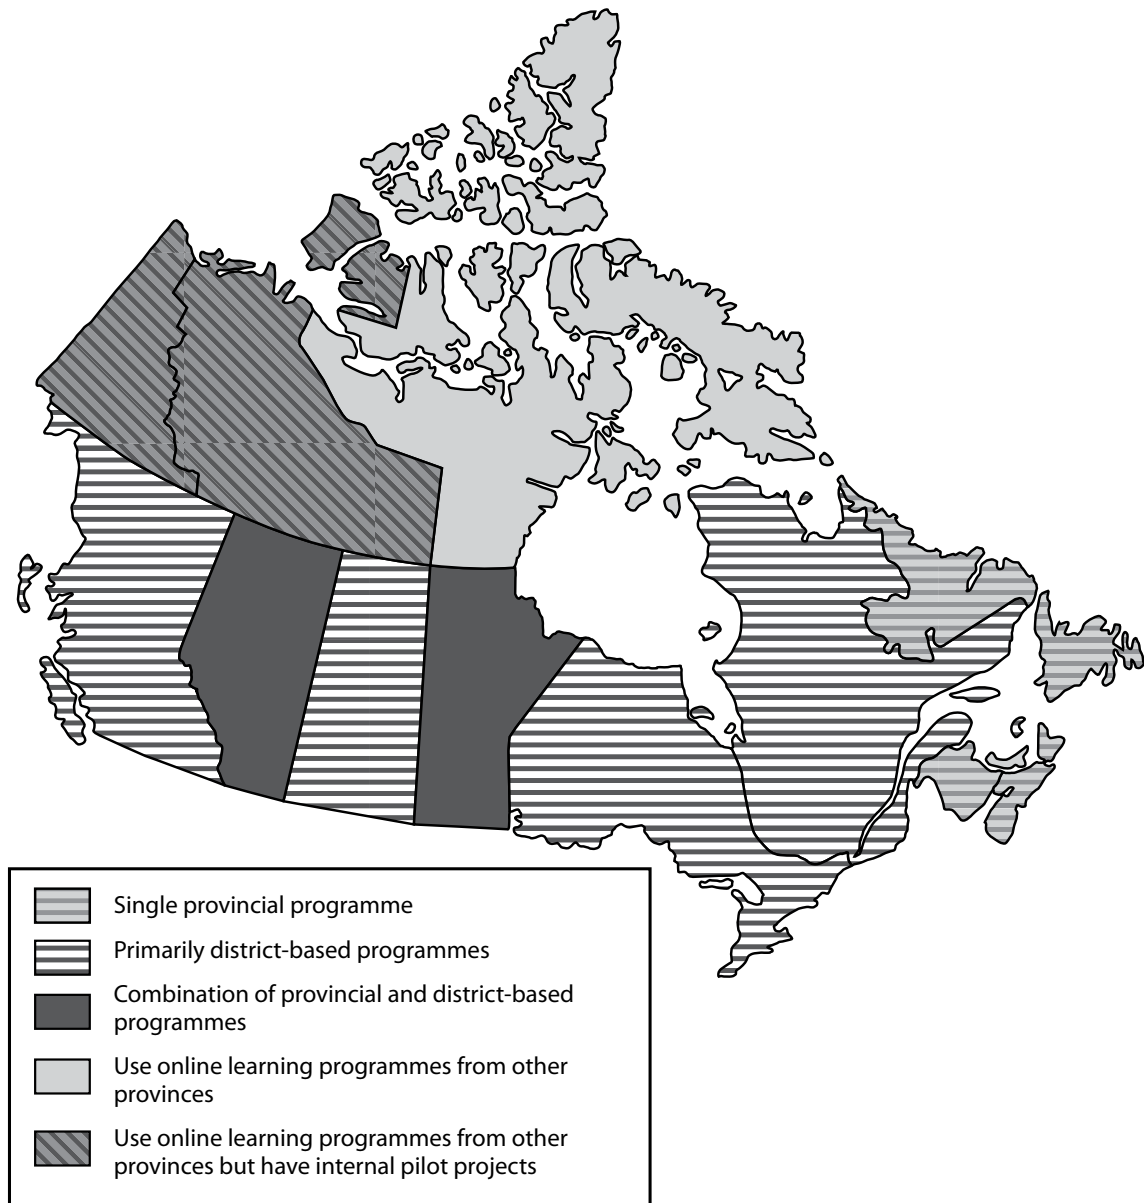 Single provincial programme
Primarily district-based programmes
Combination of provincial and district-based
programmes
Use online learning programmes from other
provinces
Use online learning programmes from other
provinces but have internal pilot projects